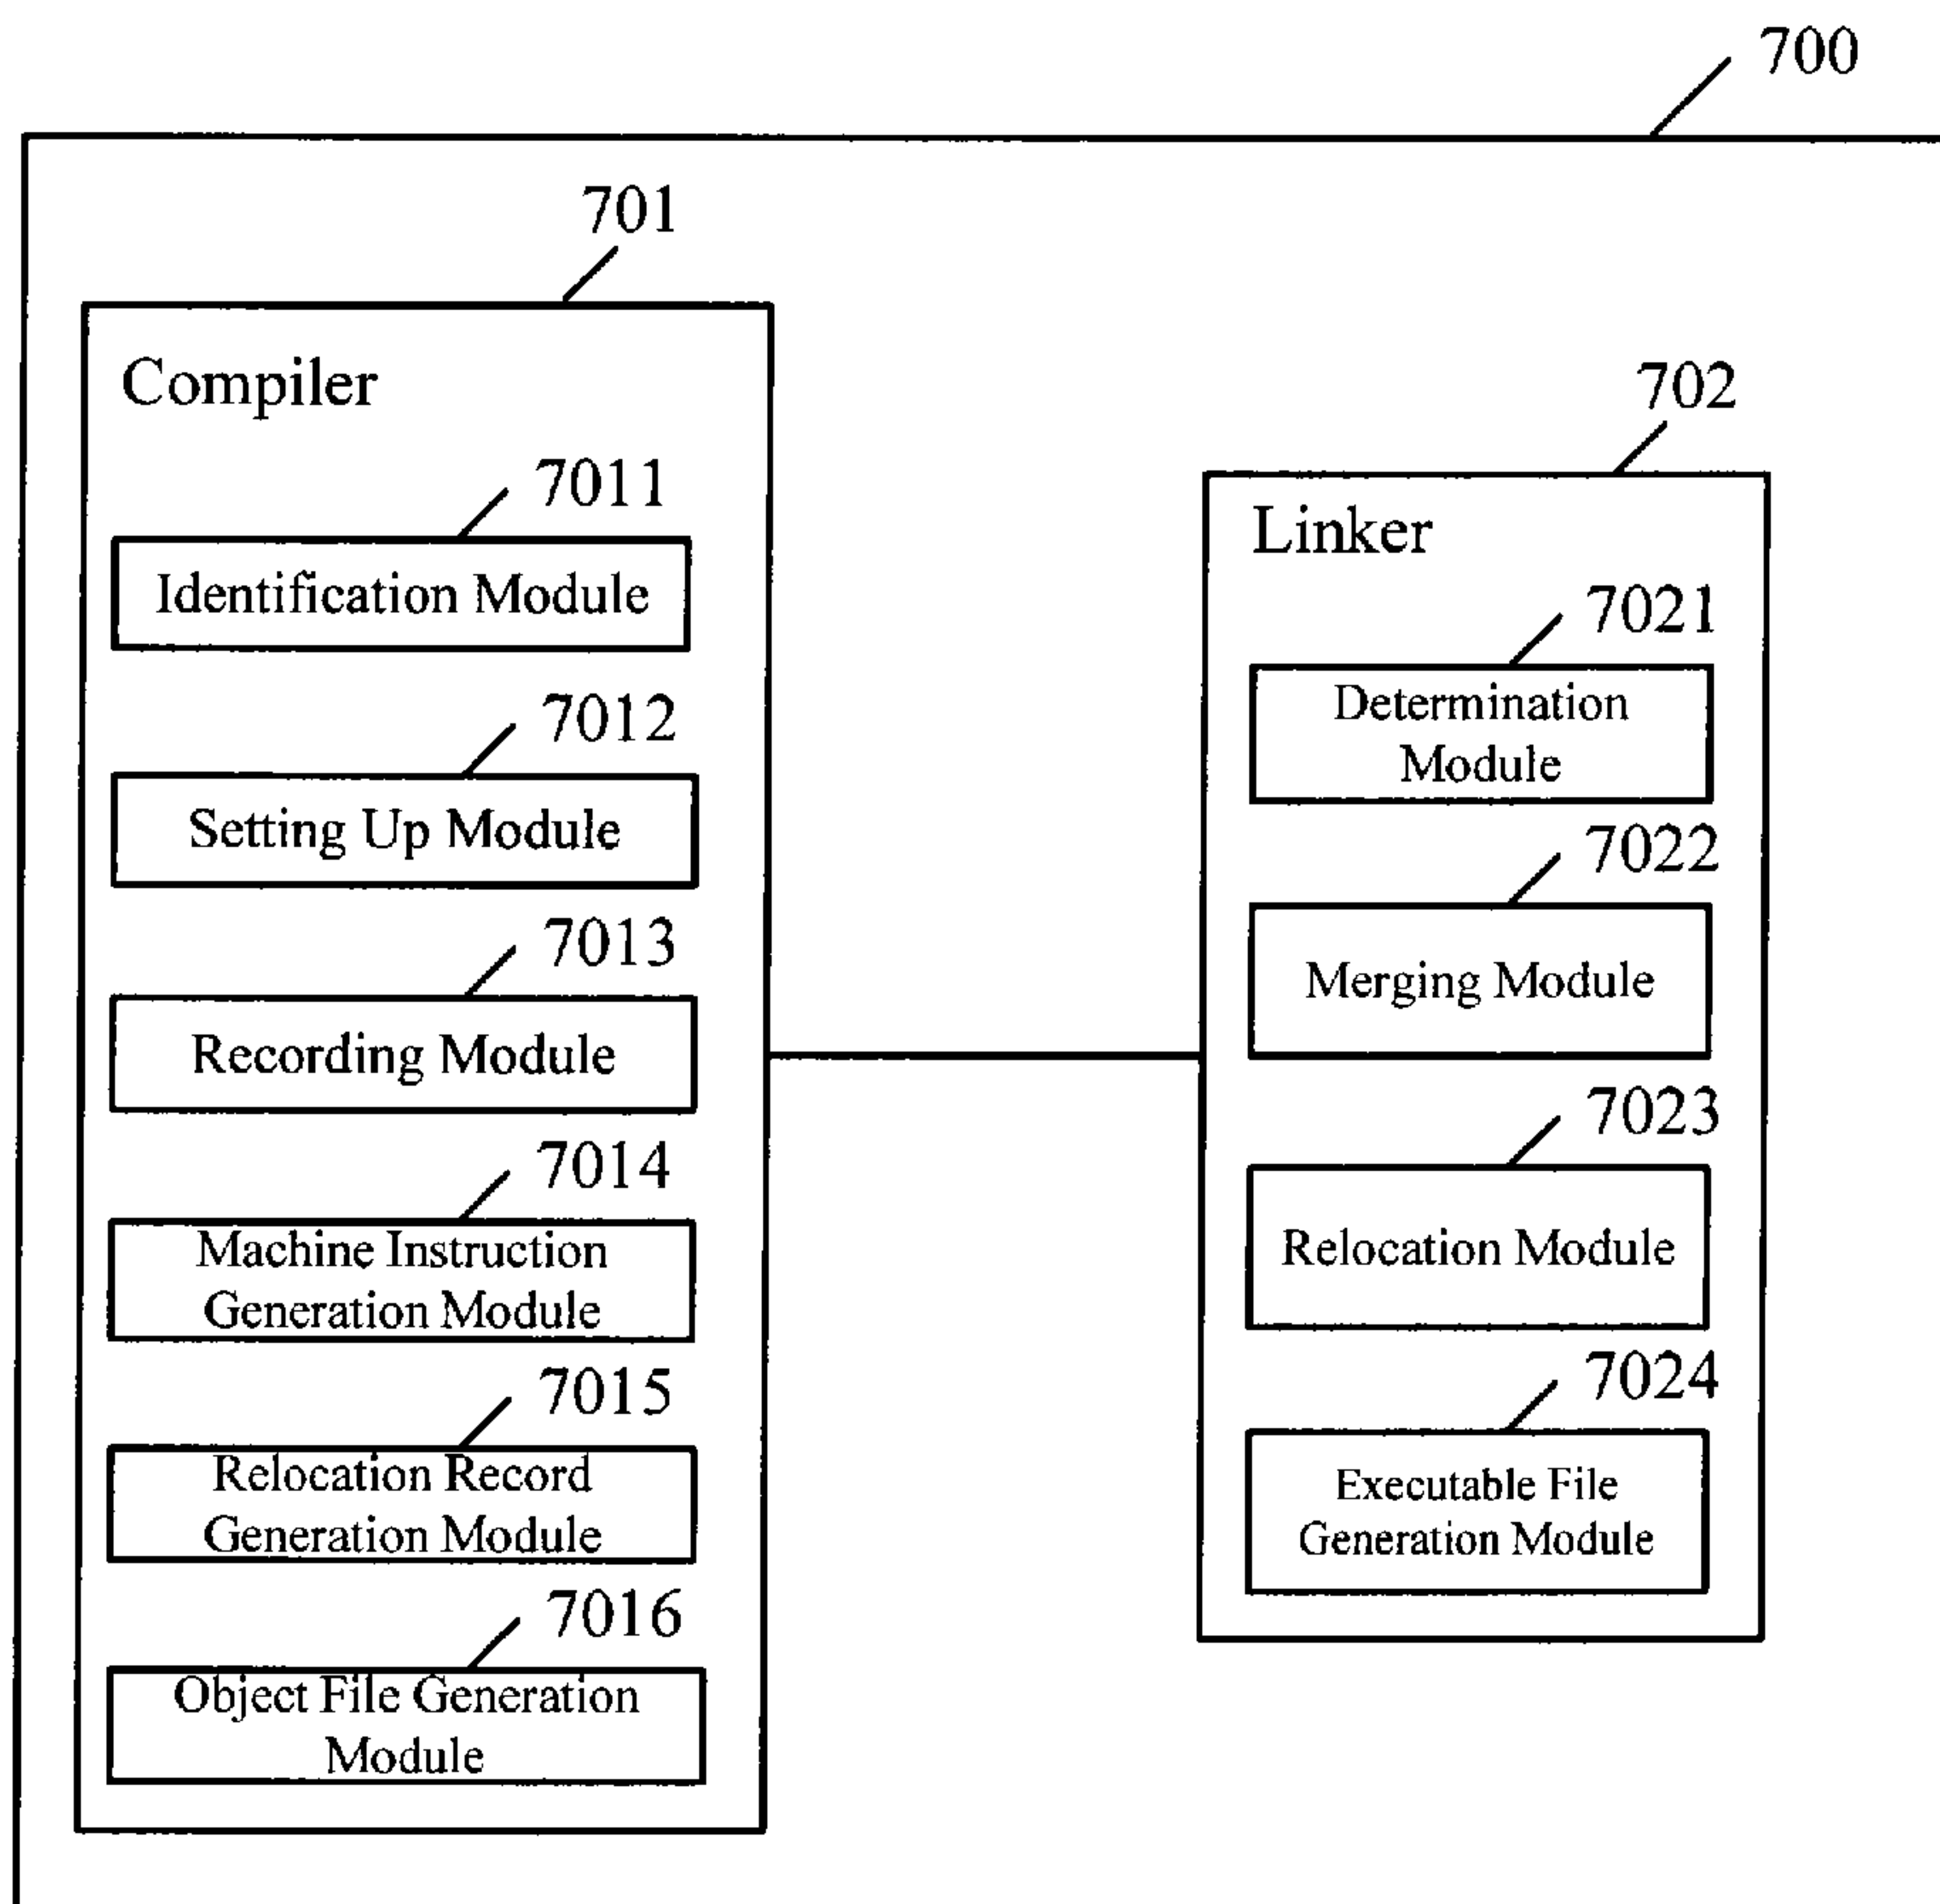 700
701
Compiler
7011
Identification Module
7012
Setting Up Module
7013
Recording Module
7014
Machine Instruction
Generation Module
7015
Relocation Record
Generation Module
7016
Object File Generation
Module
702
Linker
7021
Determination
Module
7022
Merging Module
7023
Relocation Module
7024
Executable File
Generation Module